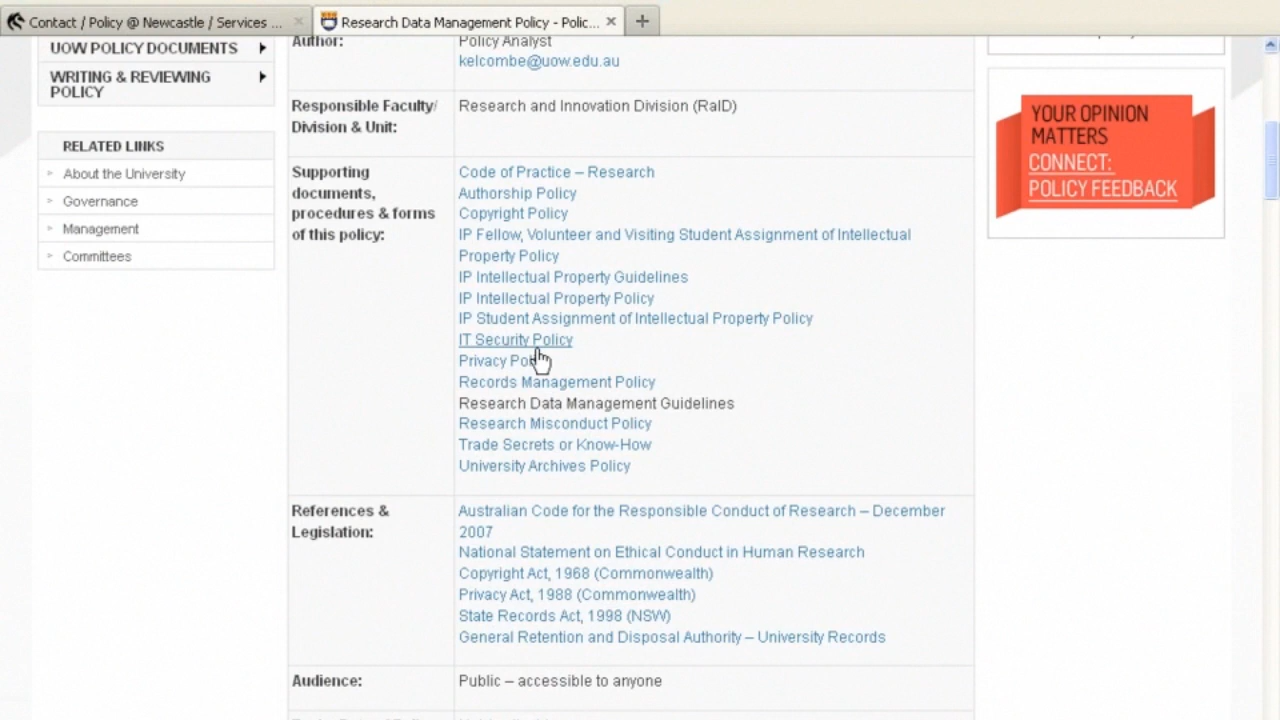 Contact / Policy @ Newcastle / Services ...
Research Data Management Policy - Polic...
UOW POLICY DOCUMENTS
WRITING & REVIEWING
POLICY
RELATED LINKS
About the University
Governance
Management
Committees
Author:
Policy Analyst
kelcombe@uow.edu.au
Responsible Faculty/
Division & Unit:
Research and Innovation Division (RaID)
Supporting
documents,
procedures & forms
of this policy:
Code of Practice – Research
Authorship Policy
Copyright Policy
IP Fellow, Volunteer and Visiting Student Assignment of Intellectual
Property Policy
IP Intellectual Property Guidelines
IP Intellectual Property Policy
IP Student Assignment of Intellectual Property Policy
IT Security Policy
Privacy Pol
Records Management Policy
Research Data Management Guidelines
Research Misconduct Policy
Trade Secrets or Know-How
University Archives Policy
References &
Legislation:
Australian Code for the Responsible Conduct of Research – December
2007
National Statement on Ethical Conduct in Human Research
Copyright Act, 1968 (Commonwealth)
Privacy Act, 1988 (Commonwealth)
State Records Act, 1998 (NSW)
General Retention and Disposal Authority – University Records
Audience:
Public – accessible to anyone
YOUR OPINION
MATTERS
CONNECT:
POLICY FEEDBACK